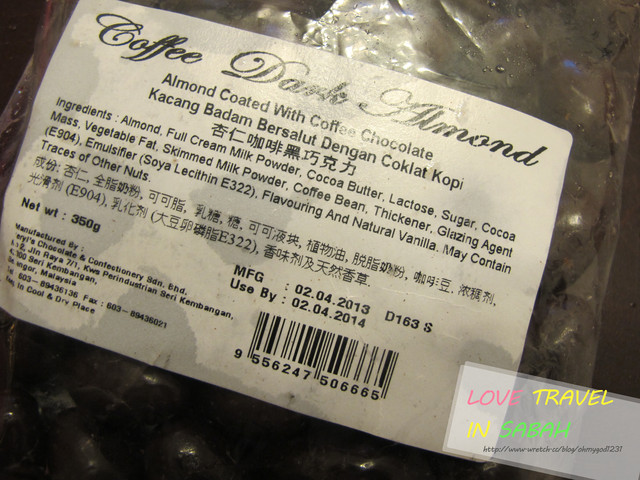 Coffee Dark Almond
Almond Coated With Coffee Chocolate
Kacang Badam Bersalut Dengan Coklat Kopi
杏仁咖啡黑巧克力
Ingredients : Almond, Full Cream Milk Powder, Cocoa Butter, Lactose, Sugar, Cocoa
Mass, Vegetable Fat, Skimmed Milk Powder, Coffee Bean, Thickener, Glazing Agent
(E904), Emulsifier (Soya Lecithin E322), Flavouring And Natural Vanilla. May Contain
Traces of Other Nuts.
成份: 杏仁, 全脂奶粉, 可可脂, 乳糖, 糖, 可可液块, 植物油, 脱脂奶粉, 咖啡豆, 浓稠剂,
光滑剂 (E904), 乳化剂 (大豆卵磷脂E322), 香味剂及天然香草.
Net wt : 350g
Manufactured By :
Beryl's Chocolate & Confectionery Sdn. Bhd.
Jln Raya 7/1, Kws Perindustrian Seri Kembangan,
Seri Kembangan,
Malaysia
603- 89436136 Fax : 603- 89436021
In Cool & Dry Place
MFG : 02.04.2013 D163 S
Use By : 02.04.2014
9 556247 506665
LOVE TRAVEL
IN SABAH
http://www.wretch.cc/blog/ohmygod1231